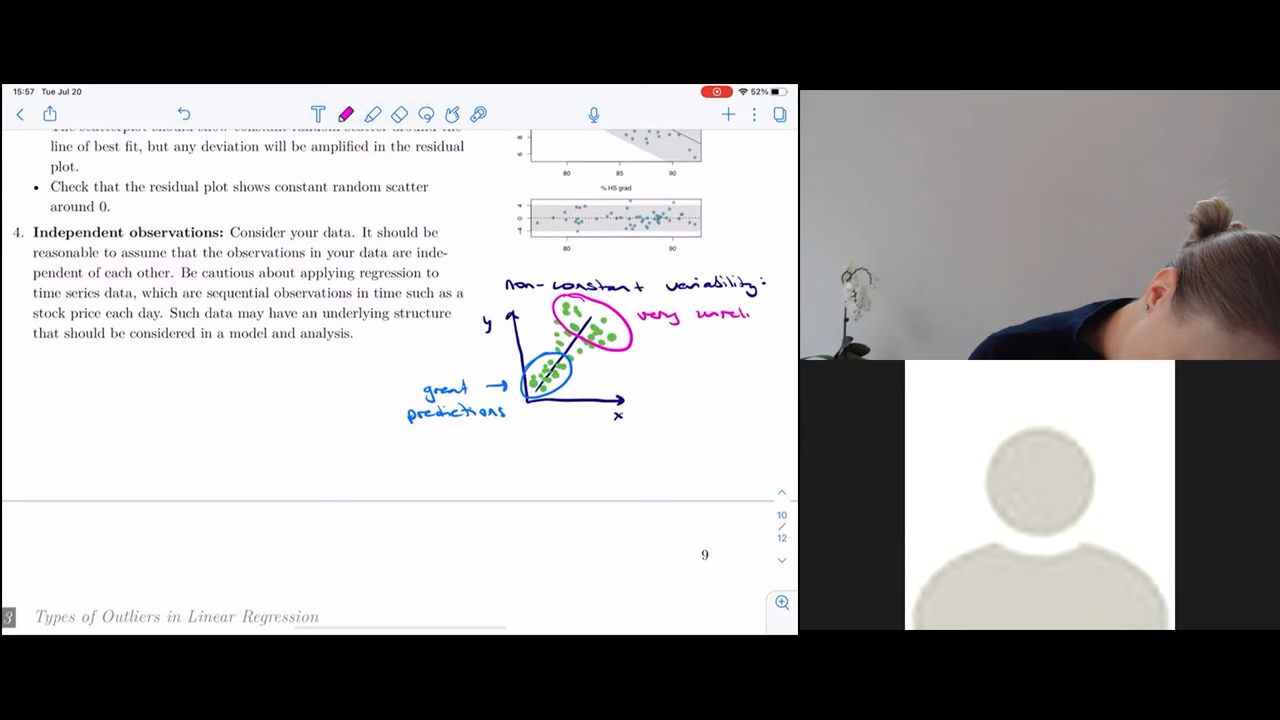 15:57 Tue Jul 20
52%
line of best fit, but any deviation will be amplified in the residual
plot.
• Check that the residual plot shows constant random scatter
around 0.
4. Independent observations: Consider your data. It should be
reasonable to assume that the observations in your data are inde-
pendent of each other. Be cautious about applying regression to
time series data, which are sequential observations in time such as a
stock price each day. Such data may have an underlying structure
that should be considered in a model and analysis.
8
6
80 85 90
% HS grad
4
0
-4
80 90
non-constant variability:
very unrel.
y
great →
predictions
x
10
/
12
9
3 Types of Outliers in Linear Regression